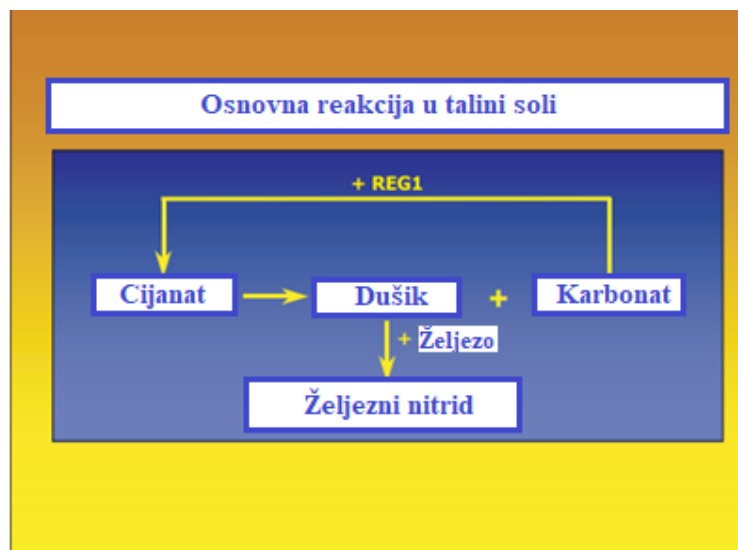 Osnovna reakcija u talini soli
+ REG1
Cijanat
Dušik
+
Karbonat
+ Željezo
Željezni nitrid